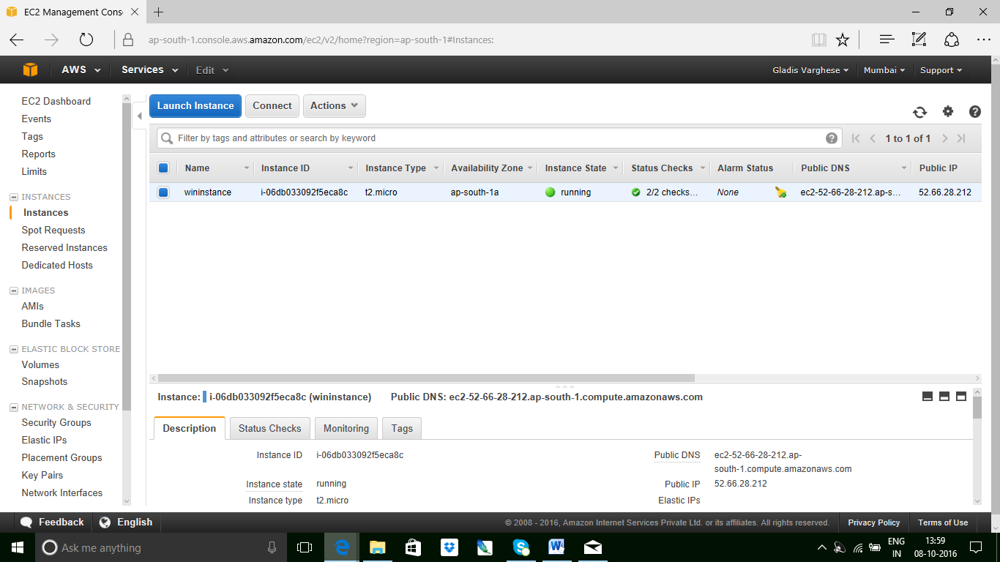 EC2 Management Cons
ap-south-1.console.aws.amazon.com/ec2/v2/home?region=ap-south-1#Instances:
AWS Services Edit Gladis Varghese Mumbai Support
EC2 Dashboard
Events
Tags
Reports
Limits
INSTANCES
Instances
Spot Requests
Reserved Instances
Dedicated Hosts
IMAGES
AMIs
Bundle Tasks
ELASTIC BLOCK STORE
Volumes
Snapshots
NETWORK & SECURITY
Security Groups
Elastic IPs
Placement Groups
Key Pairs
Network Interfaces
Launch Instance Connect Actions
Filter by tags and attributes or search by keyword 1 to 1 of 1
Name Instance ID Instance Type Availability Zone Instance State Status Checks Alarm Status Public DNS Public IP
wininstance i-06db033092f5eca8c t2.micro ap-south-1a running 2/2 checks... None ec2-52-66-28-212.ap-s... 52.66.28.212
Instance: i-06db033092f5eca8c (wininstance) Public DNS: ec2-52-66-28-212.ap-south-1.compute.amazonaws.com
Description Status Checks Monitoring Tags
Instance ID i-06db033092f5eca8c Public DNS ec2-52-66-28-212.ap-
south-1.compute.amazonaws.com
Instance state running Public IP 52.66.28.212
Instance type t2.micro Elastic IPs
Feedback English © 2008 - 2016, Amazon Internet Services Private Ltd. or its affiliates. All rights reserved. Privacy Policy Terms of Use
Ask me anything ENG 13:59
IN 08-10-2016